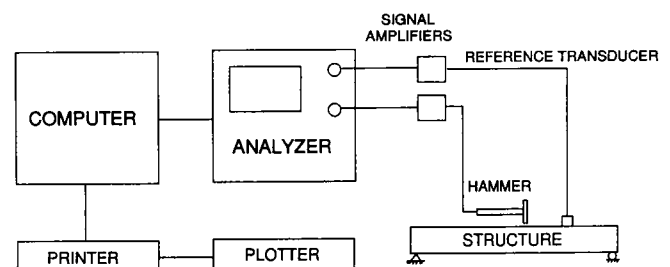 SIGNAL
AMPLIFIERS
REFERENCE TRANSDUCER
COMPUTER
ANALYZER
HAMMER
STRUCTURE
PRINTER
PLOTTER